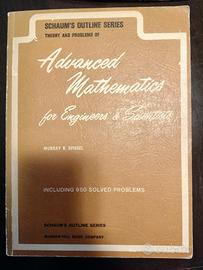 SCHAUM'S OUTLINE SERIES
THEORY AND PROBLEMS OF
Advanced
Mathematics
for Engineers & Scientists
MURRAY R. SPIEGEL
INCLUDING 950 SOLVED PROBLEMS
SCHAUM'S OUTLINE SERIES
McGRAW-HILL BOOK COMPANY